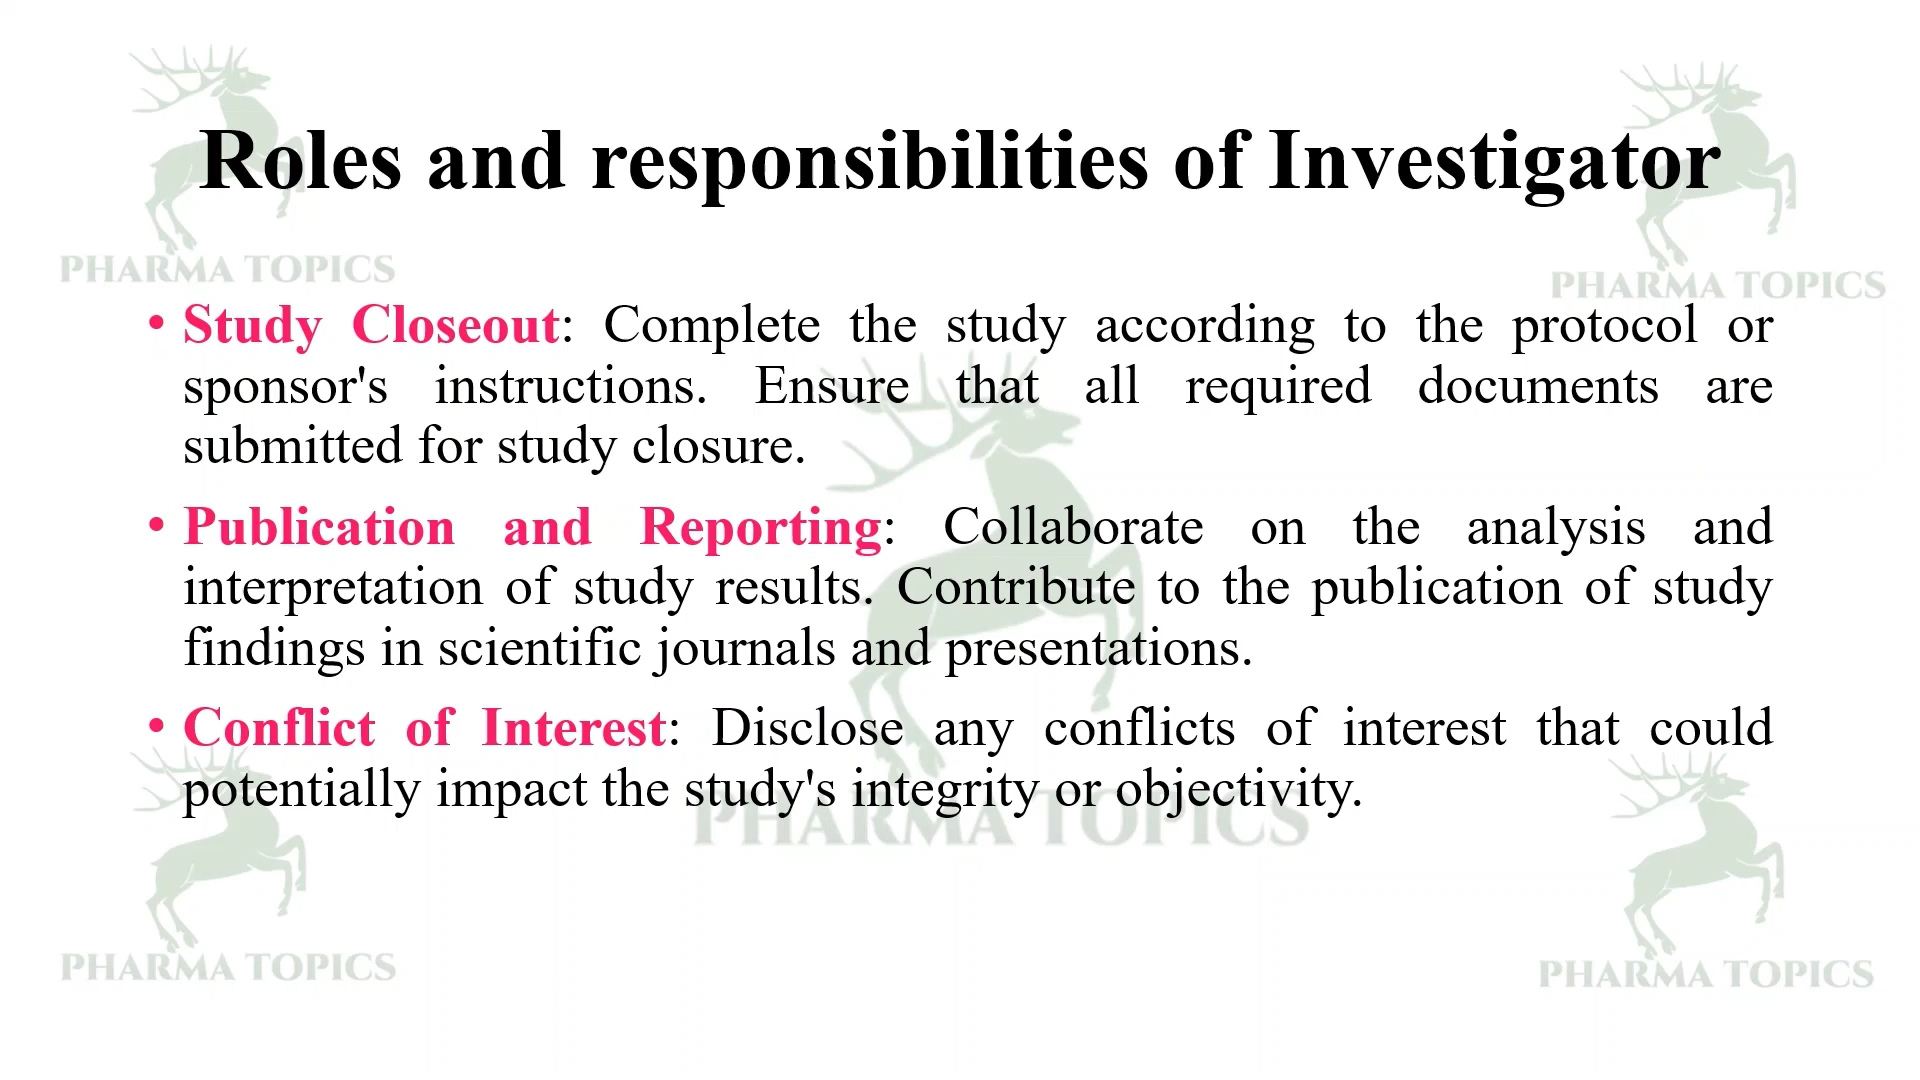 Roles and responsibilities of Investigator
PHARMA TOPICS
PHARMA TOPICS
• Study Closeout: Complete the study according to the protocol or
sponsor's instructions. Ensure that all required documents are
submitted for study closure.
• Publication and Reporting: Collaborate on the analysis and
interpretation of study results. Contribute to the publication of study
findings in scientific journals and presentations.
• Conflict of Interest: Disclose any conflicts of interest that could
potentially impact the study's integrity or objectivity.
PHARMA TOPICS
PHARMA TOPICS
PHARMA TOPICS